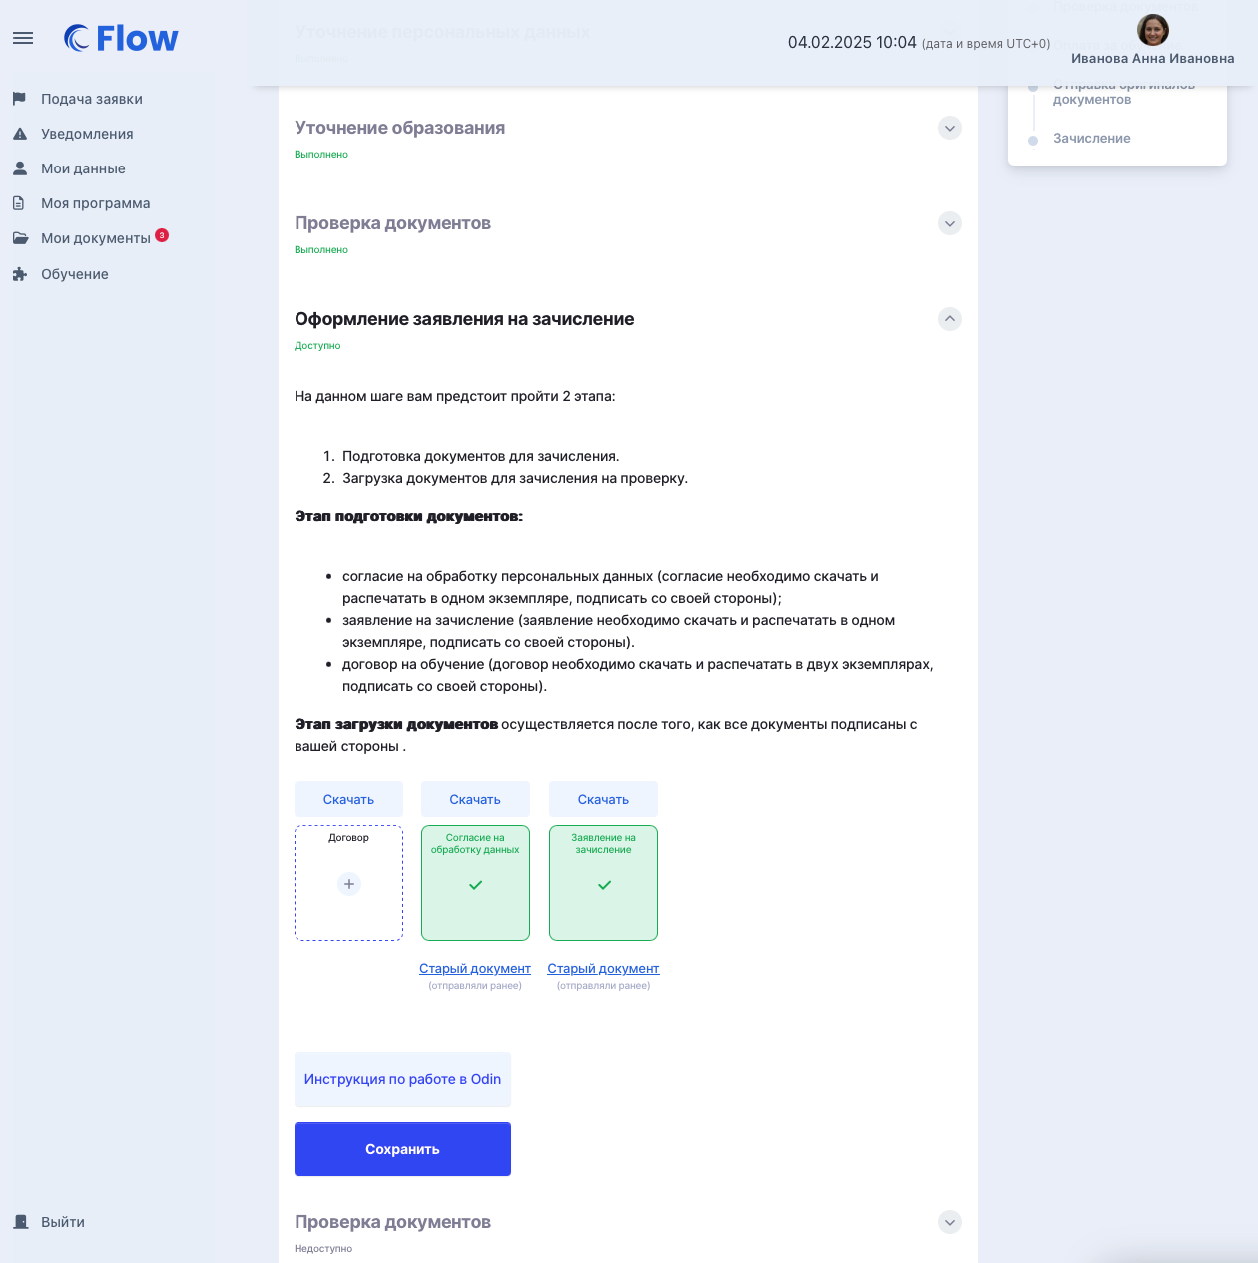 Flow
Уточнение персональных данных
04.02.2025 10:04 (дата и время UTC+0)
Иванова Анна Ивановна
Подача заявки
Уведомления
Мои данные
Моя программа
Мои документы 3
Обучение
Выйти
Уточнение образования
Выполнено
Проверка документов
Выполнено
Оформление заявления на зачисление
Доступно
На данном шаге вам предстоит пройти 2 этапа:
1. Подготовка документов для зачисления.
2. Загрузка документов для зачисления на проверку.
Этап подготовки документов:
• согласие на обработку персональных данных (согласие необходимо скачать и
распечатать в одном экземпляре, подписать со своей стороны);
• заявление на зачисление (заявление необходимо скачать и распечатать в одном
экземпляре, подписать со своей стороны).
• договор на обучение (договор необходимо скачать и распечатать в двух экземплярах,
подписать со своей стороны).
Этап загрузки документов осуществляется после того, как все документы подписаны с
вашей стороны .
Скачать
Скачать
Скачать
Договор
Согласие на
обработку данных
Заявление на
зачисление
Старый документ
(отправляли ранее)
Старый документ
(отправляли ранее)
Инструкция по работе в Odin
Сохранить
Проверка документов
Недоступно
Отправка оригиналов
документов
Зачисление